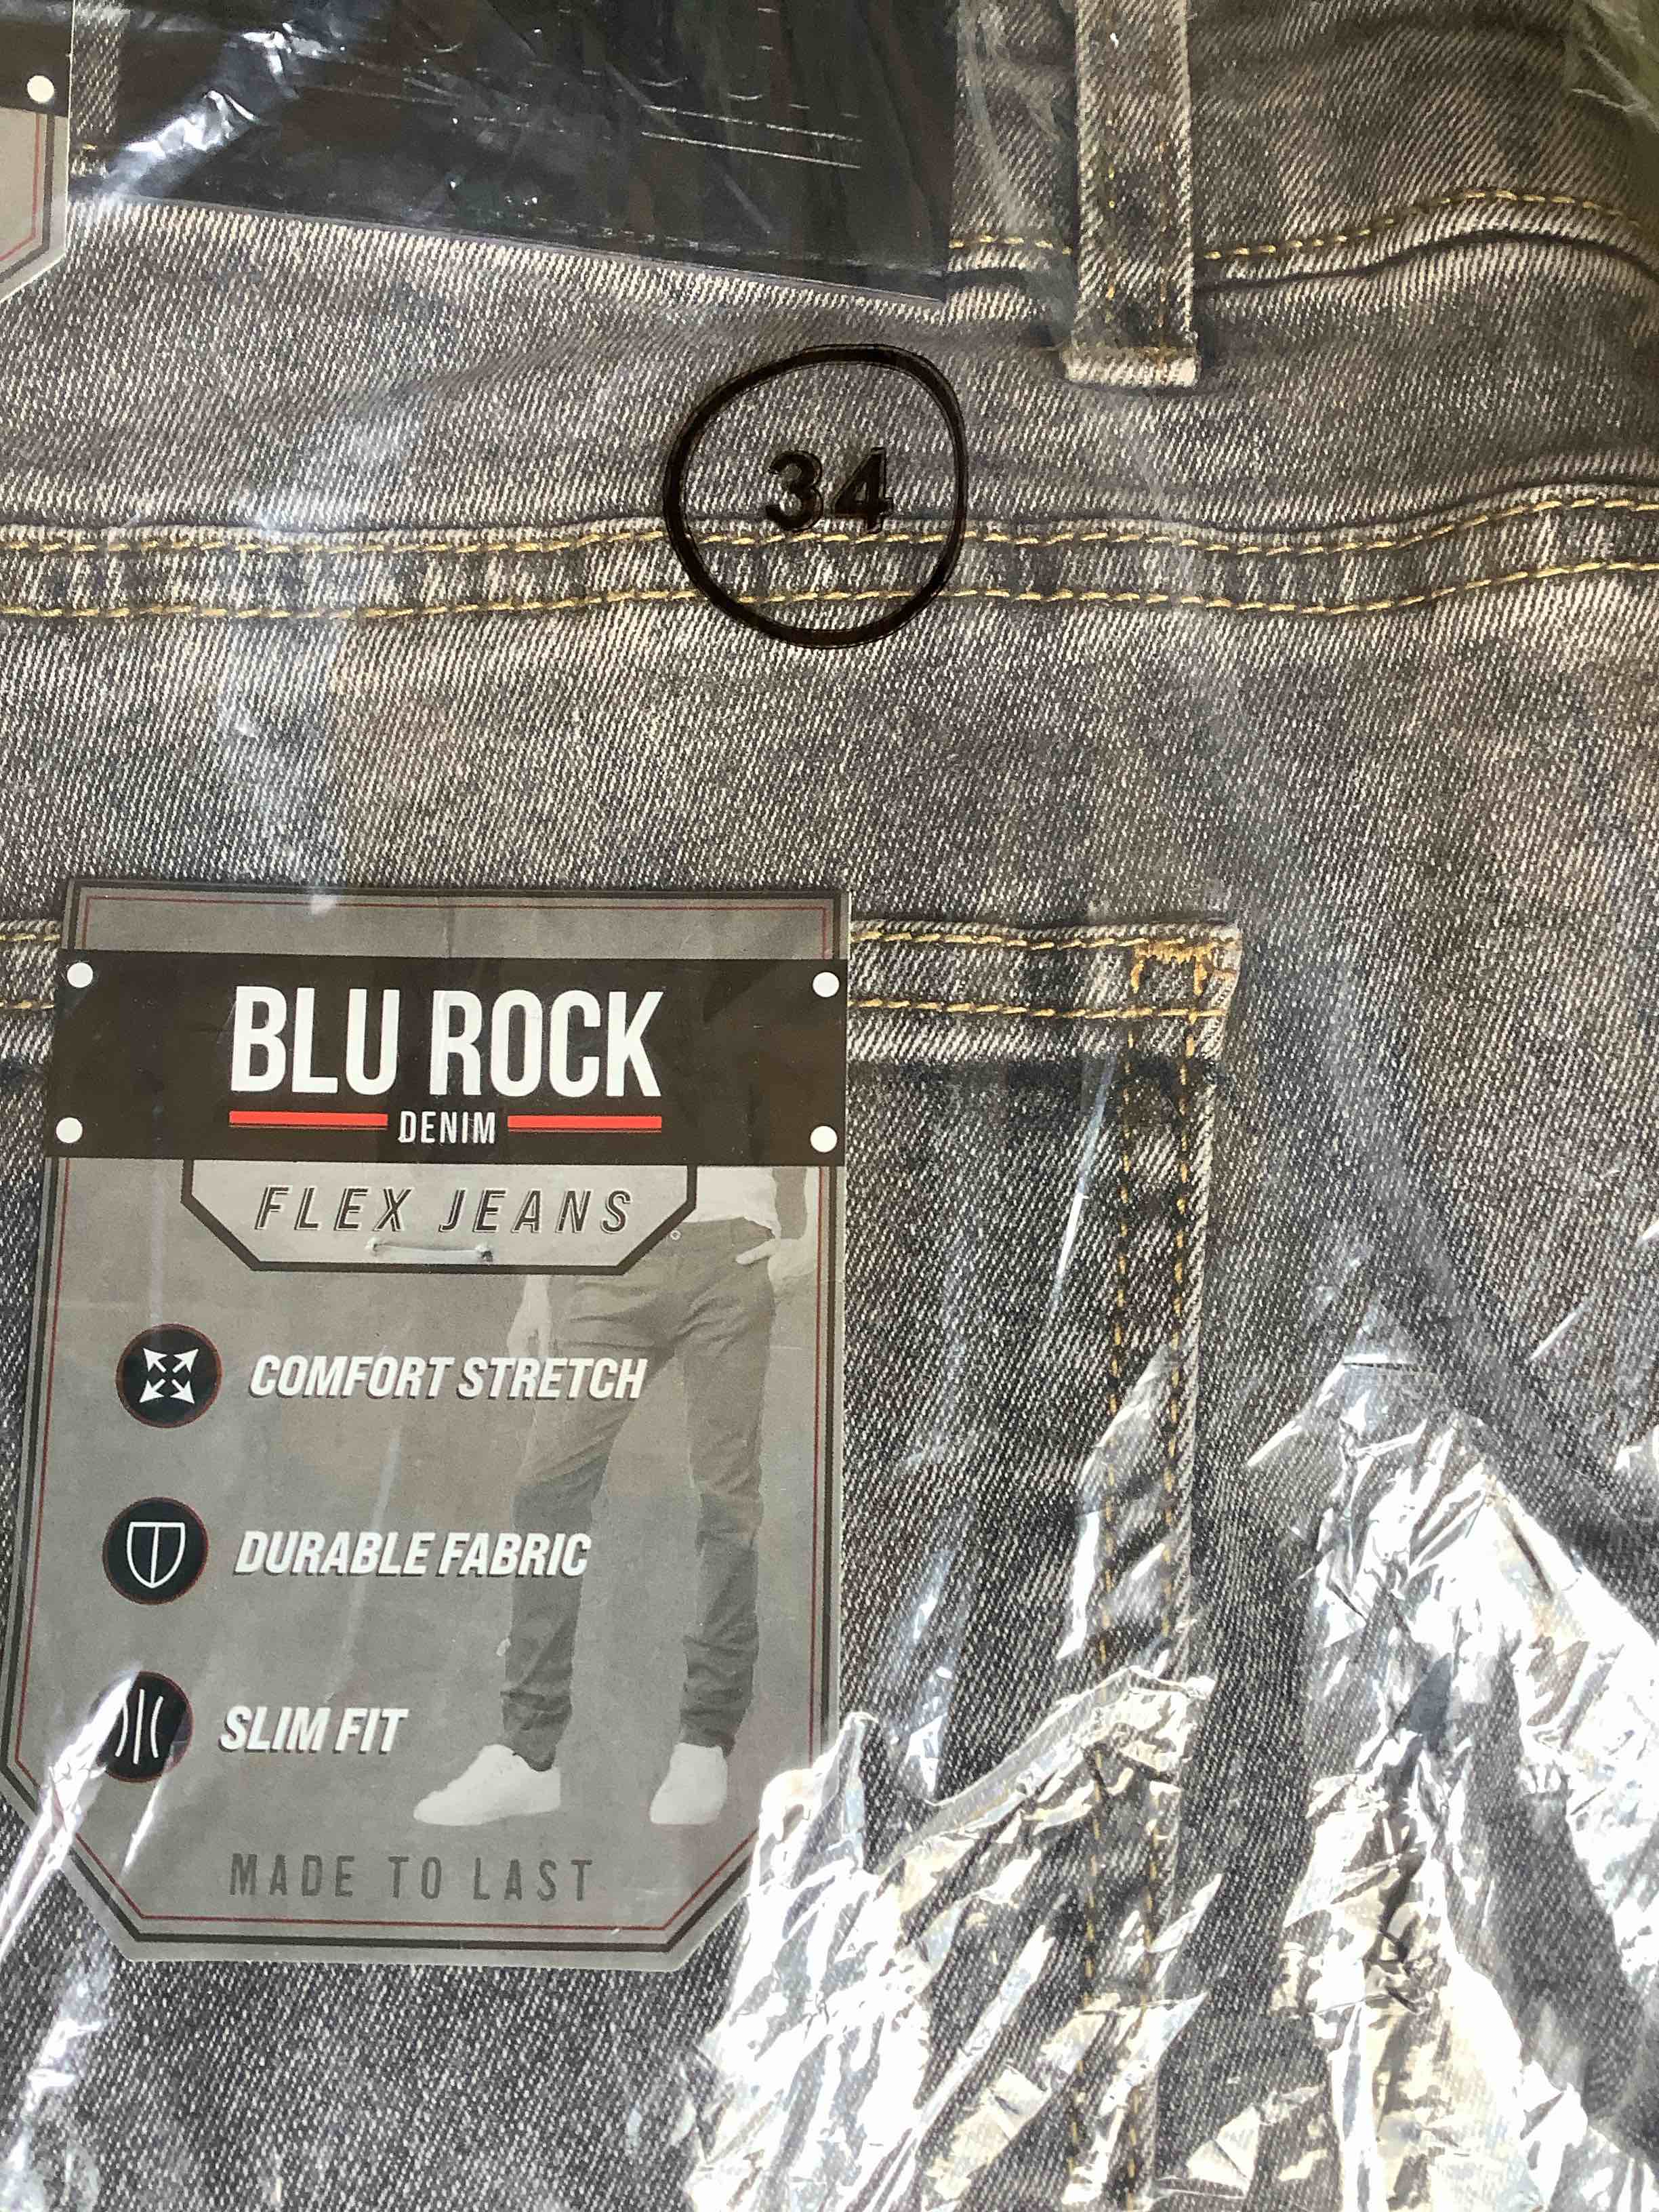 34
BLU ROCK
DENIM
FLEX JEANS
COMFORT STRETCH
DURABLE FABRIC
SLIM FIT
MADE TO LAST